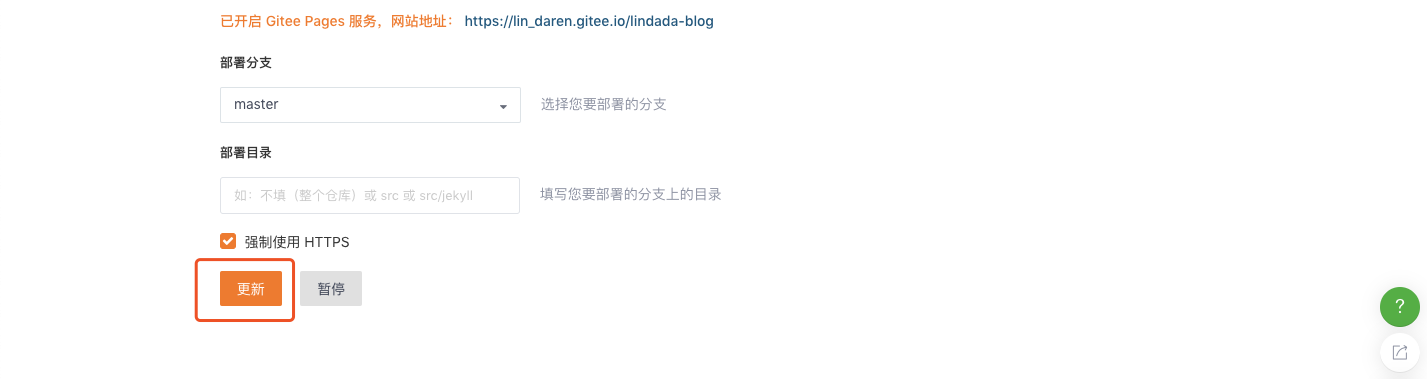 已开启 Gitee Pages 服务，网站地址： https://lin_daren.gitee.io/lindada-blog
部署分支
master 选择您要部署的分支
部署目录
如：不填（整个仓库）或 src 或 src/jekyll 填写您要部署的分支上的目录
强制使用 HTTPS
更新 暂停
?